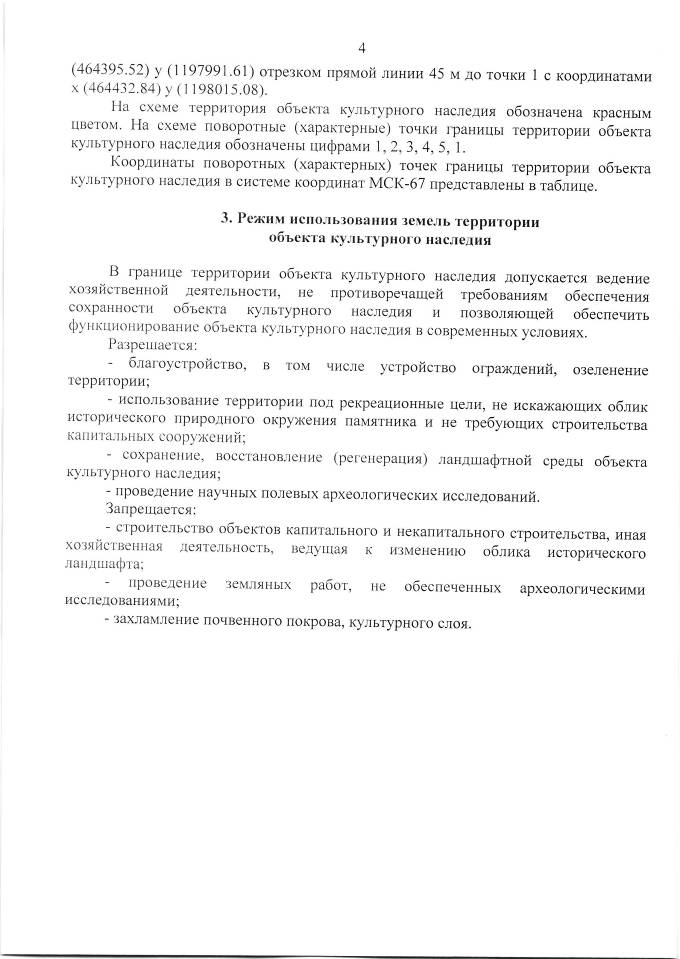 4
(464395.52) у (1197991.61) отрезком прямой линии 45 м до точки 1 с координатами
х (464432.84) у (1198015.08).
На схеме территория объекта культурного наследия обозначена красным
цветом. На схеме поворотные (характерные) точки границы территории объекта
культурного наследия обозначены цифрами 1, 2, 3, 4, 5, 1.
Координаты поворотных (характерных) точек границы территории объекта
культурного наследия в системе координат МСК-67 представлены в таблице.
3. Режим использования земель территории
объекта культурного наследия
В границе территории объекта культурного наследия допускается ведение
хозяйственной деятельности, не противоречащей требованиям обеспечения
сохранности объекта культурного наследия и позволяющей обеспечить
функционирование объекта культурного наследия в современных условиях.
Разрешается:
- благоустройство, в том числе устройство ограждений, озеленение
территории;
- использование территории под рекреационные цели, не искажающих облик
исторического природного окружения памятника и не требующих строительства
капитальных сооружений;
- сохранение, восстановление (регенерация) ландшафтной среды объекта
культурного наследия;
- проведение научных полевых археологических исследований.
Запрещается:
- строительство объектов капитального и некапитального строительства, иная
хозяйственная деятельность, ведущая к изменению облика исторического
ландшафта;
- проведение земляных работ, не обеспеченных археологическими
исследованиями;
- захламление почвенного покрова, культурного слоя.